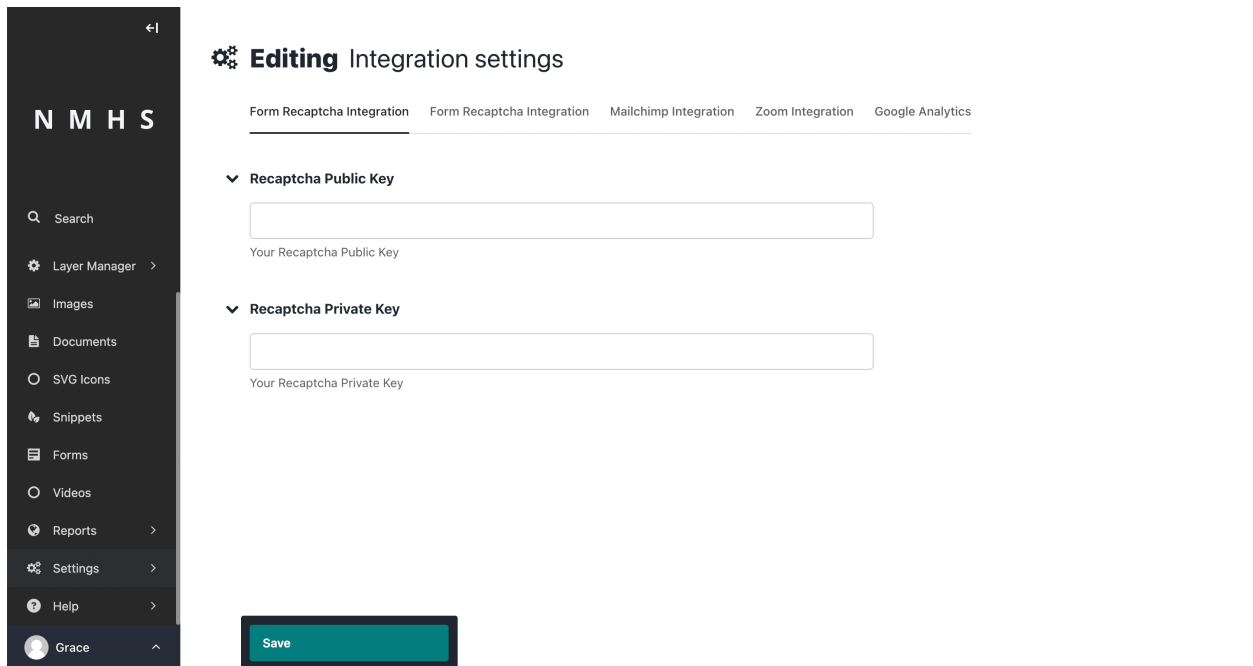 N M H S
Search
Layer Manager
Images
Documents
SVG Icons
Snippets
Forms
Videos
Reports
Settings
Help
Grace
Editing Integration settings
Form Recaptcha Integration Form Recaptcha Integration Mailchimp Integration Zoom Integration Google Analytics
Recaptcha Public Key
Your Recaptcha Public Key
Recaptcha Private Key
Your Recaptcha Private Key
Save